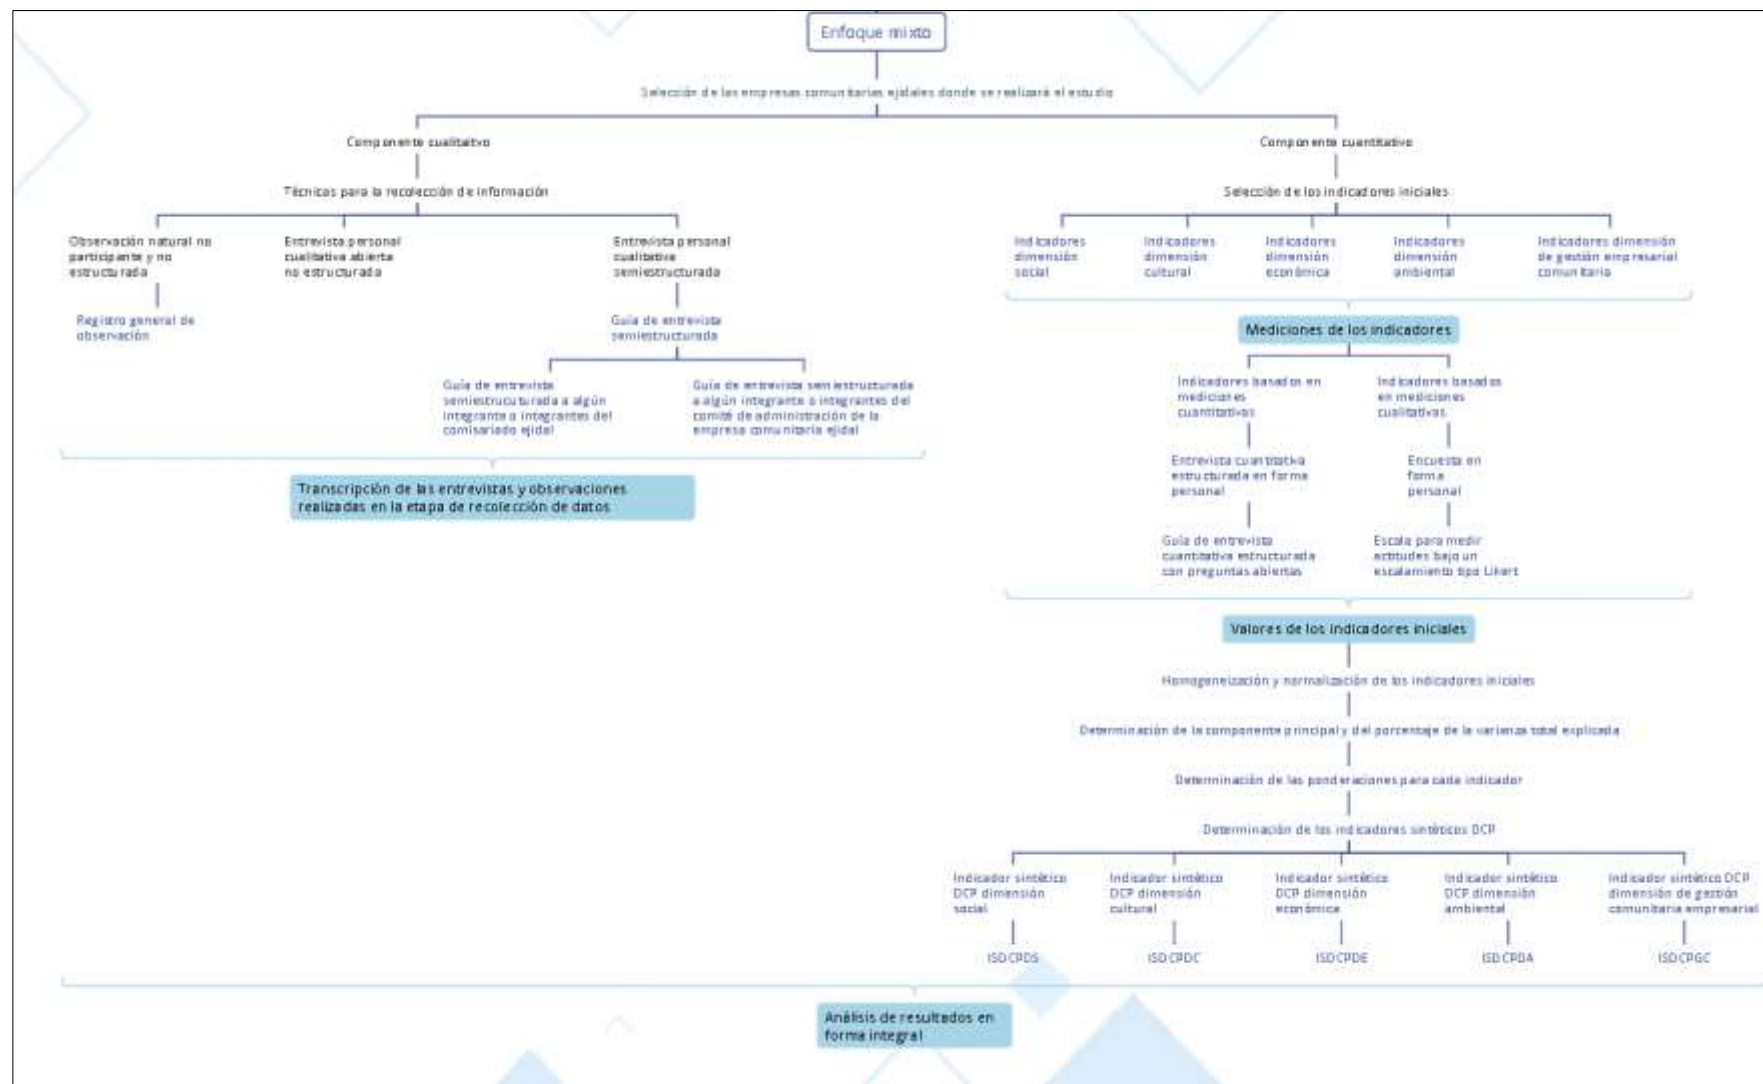 Enfoque mixto
Selección de las empresas comunitarias ejidales donde se realizará el estudio
Componente cualitaitvo
Componente cuantitativo
Técnicas para la recolección de información
Selección de los indicadores iniciales
Observación natural no
participante y no
estructurada
Entrevista personal
cualitativa abierta
no estructurada
Entrevista personal
cualitativa
semiestructurada
Indicadores
dimensión
social
Indicadores
dimensión
cultural
Indicadores
dimensión
económica
Indicadores
dimensión
ambiental
Indicadores dimensión
de gestión empresarial
comunitaria
Registro general de
observación
Guía de entrevista
semiestructurada
Mediciones de los indicadores
Guía de entrevista
semiestrucuturada a algún
integrante o integrantes del
comisariado ejidal
Guía de entrevista semiestructurada
a algún integrante o integrantes del
comité de administración de la
empresa comunitaria ejidal
Indicadores basados en
mediciones
cuantitativas
Indicadores basados
en mediciones
cualitativas
Entrevista cuantitativa
estructurada en forma
personal
Encuesta en
forma
personal
Transcripción de las entrevistas y observaciones
realizadas en la etapa de recolección de datos
Guía de entrevista
cuantitativa estructurada
con preguntas abiertas
Escala para medir
actitudes bajo un
escalamiento tipo Likert
Valores de los indicadores iniciales
Homogeneización y normalización de los indicadores iniciales
Determinación de la componente principal y del porcentaje de la varianza total explicada
Determinación de las ponderaciones para cada indicador
Determinación de los indicadores sintéticos DCP
Indicador sintético
DCP dimensión
social
Indicador sintético
DCP dimensión
cultural
Indicador sintético
DCP dimensión
económica
Indicador sintético
DCP dimensión
ambiental
Indicador sintético DCP
dimensión de gestión
comunitaria empresarial
ISDCPDS
ISDCPDC
ISDCPDE
ISDCPDA
ISDCPGC
Análisis de resultados en
forma integral